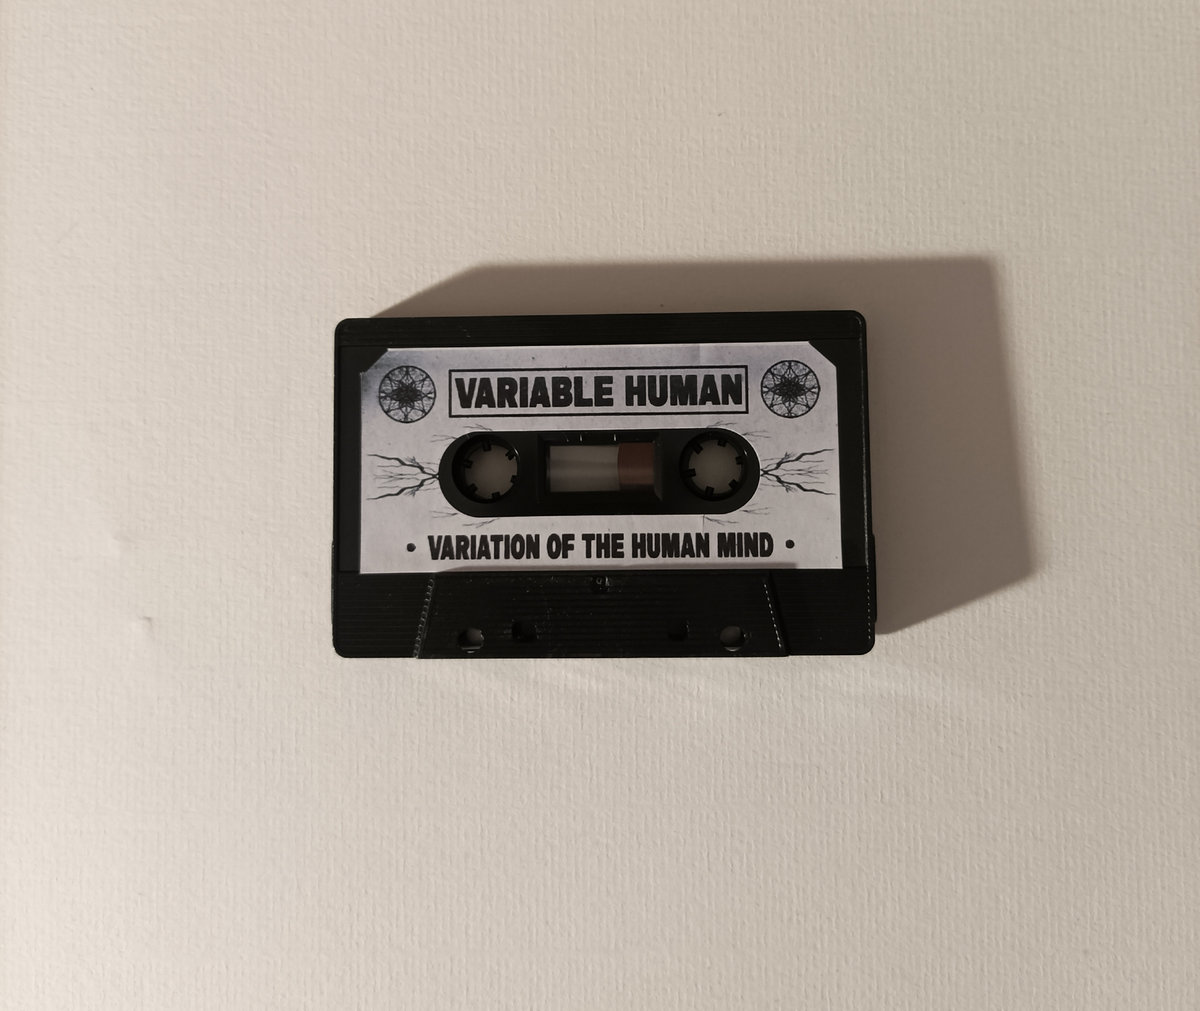 VARIABLE HUMAN
• VARIATION OF THE HUMAN MIND •